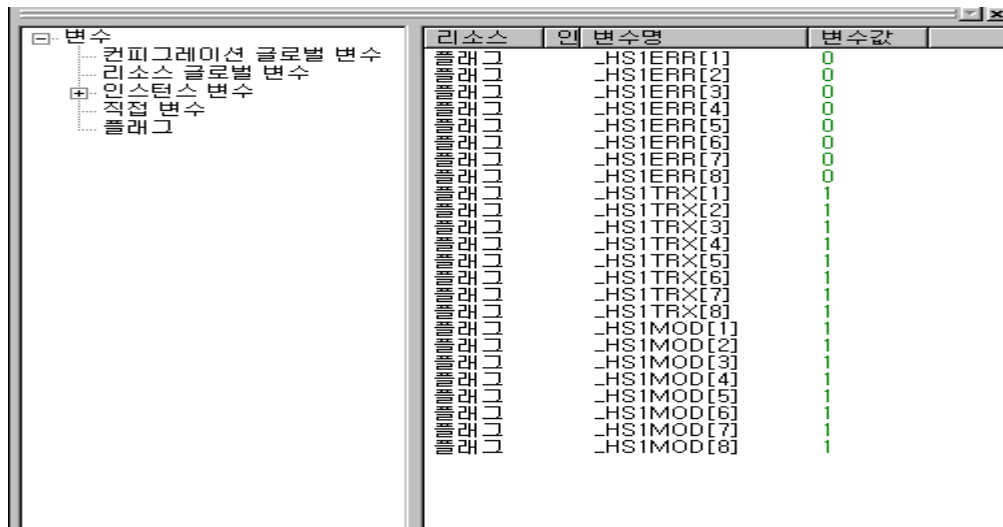 변수
컨피그레이션 글로벌 변수
리소스 글로벌 변수
인스턴스 변수
직접 변수
플래그
리소스 인 변수명 변수값
플래그 _HS1ERR[1] 0
플래그 _HS1ERR[2] 0
플래그 _HS1ERR[3] 0
플래그 _HS1ERR[4] 0
플래그 _HS1ERR[5] 0
플래그 _HS1ERR[6] 0
플래그 _HS1ERR[7] 0
플래그 _HS1ERR[8] 0
플래그 _HS1TRX[1] 1
플래그 _HS1TRX[2] 1
플래그 _HS1TRX[3] 1
플래그 _HS1TRX[4] 1
플래그 _HS1TRX[5] 1
플래그 _HS1TRX[6] 1
플래그 _HS1TRX[7] 1
플래그 _HS1TRX[8] 1
플래그 _HS1MOD[1] 1
플래그 _HS1MOD[2] 1
플래그 _HS1MOD[3] 1
플래그 _HS1MOD[4] 1
플래그 _HS1MOD[5] 1
플래그 _HS1MOD[6] 1
플래그 _HS1MOD[7] 1
플래그 _HS1MOD[8] 1